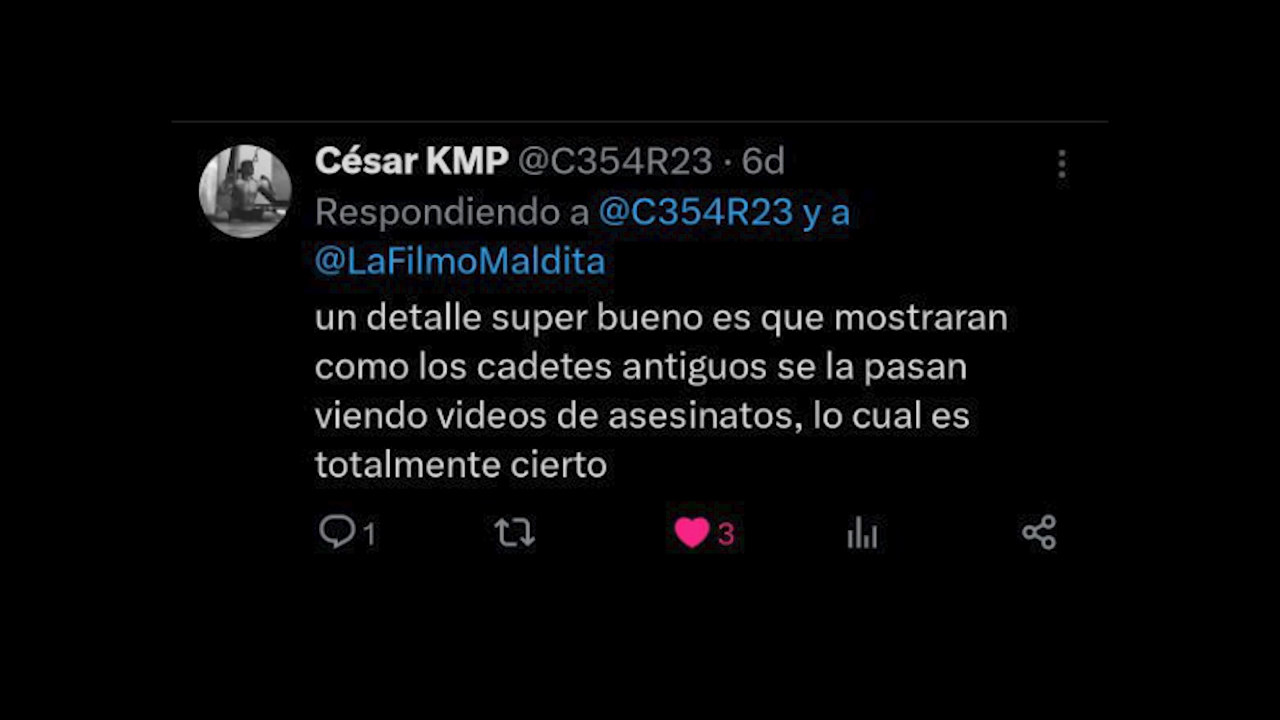 César KMP @C354R23 · 6d
Respondiendo a @C354R23 y a
@LaFilmoMaldita
un detalle super bueno es que mostraran
como los cadetes antiguos se la pasan
viendo videos de asesinatos, lo cual es
totalmente cierto
1 3